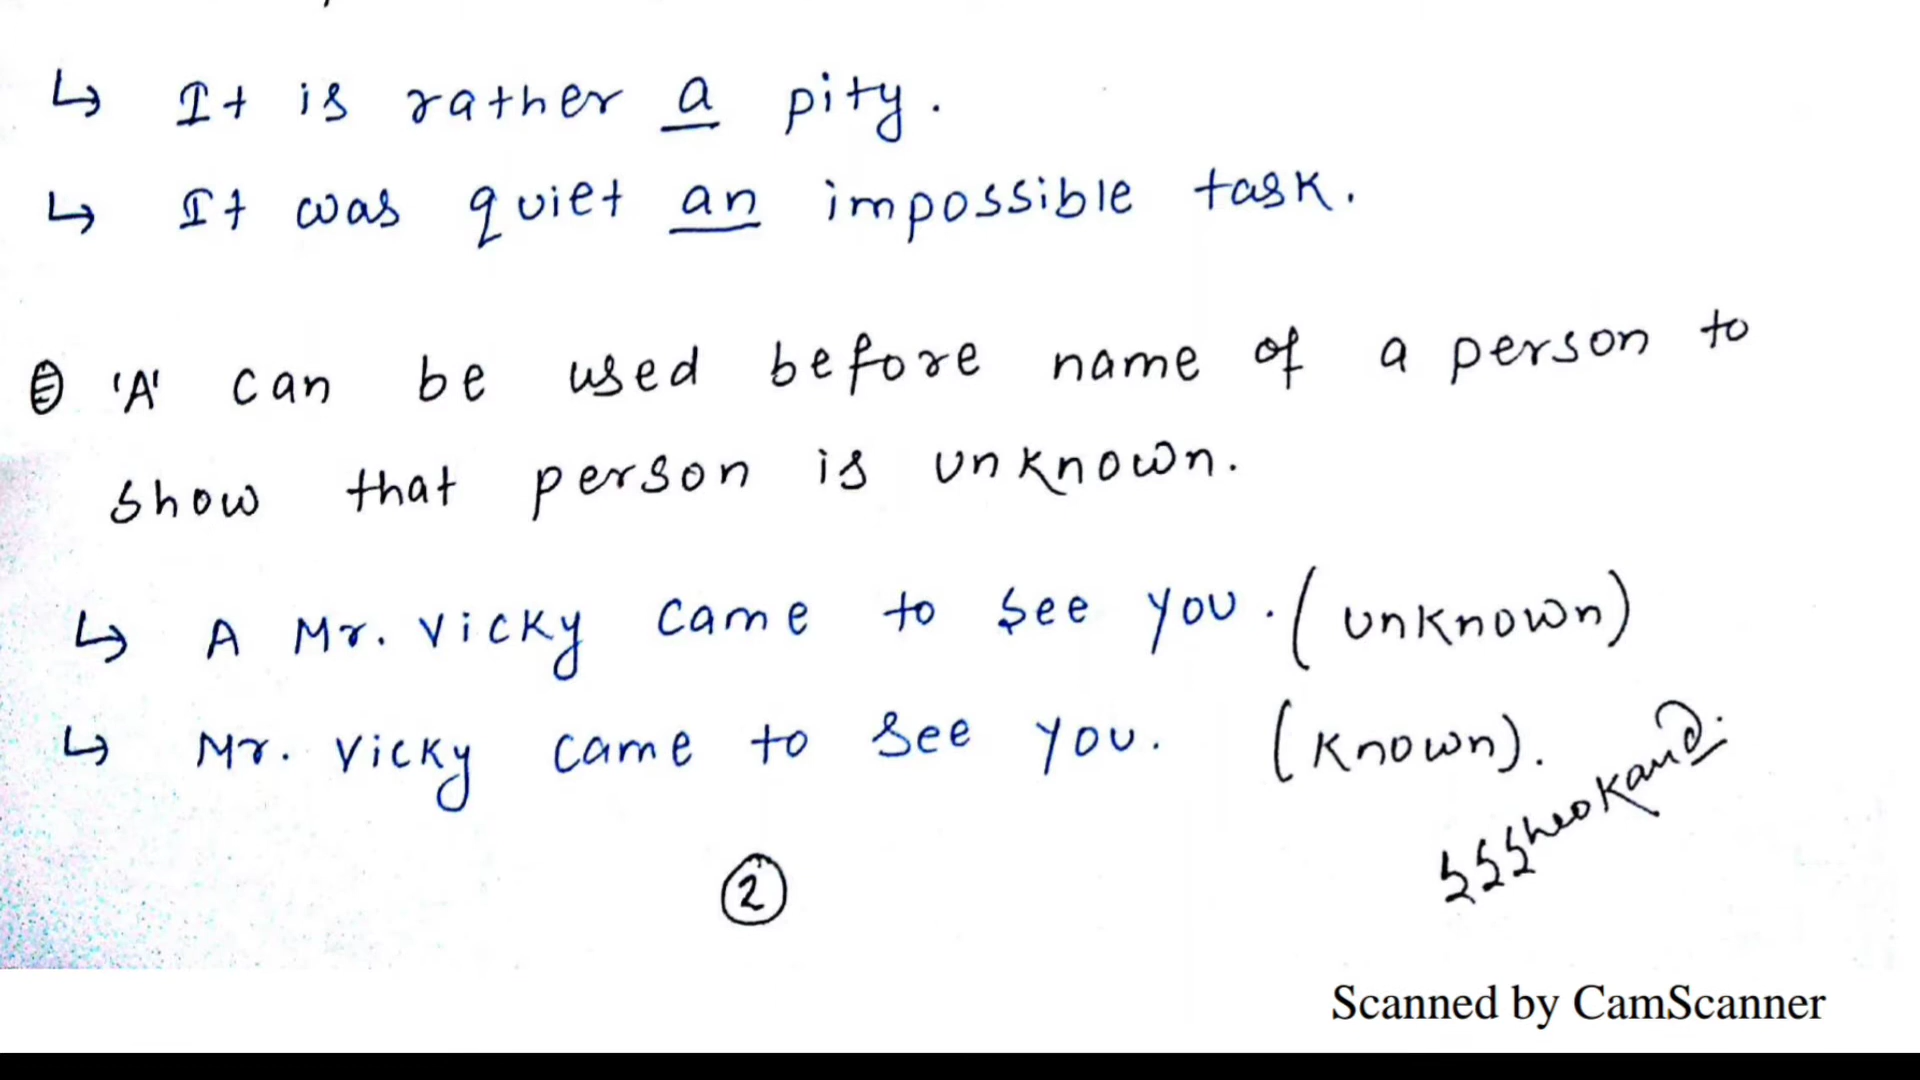 ↳ It is rather a pity.
↳ It was quiet an impossible task.
'A' can be used before name of a person to
show that person is unknown.
↳ A Mr. Vicky came to see you. (unknown)
↳ Mr. Vicky came to see you. (Known).
SSSheokand.
2
Scanned by CamScanner